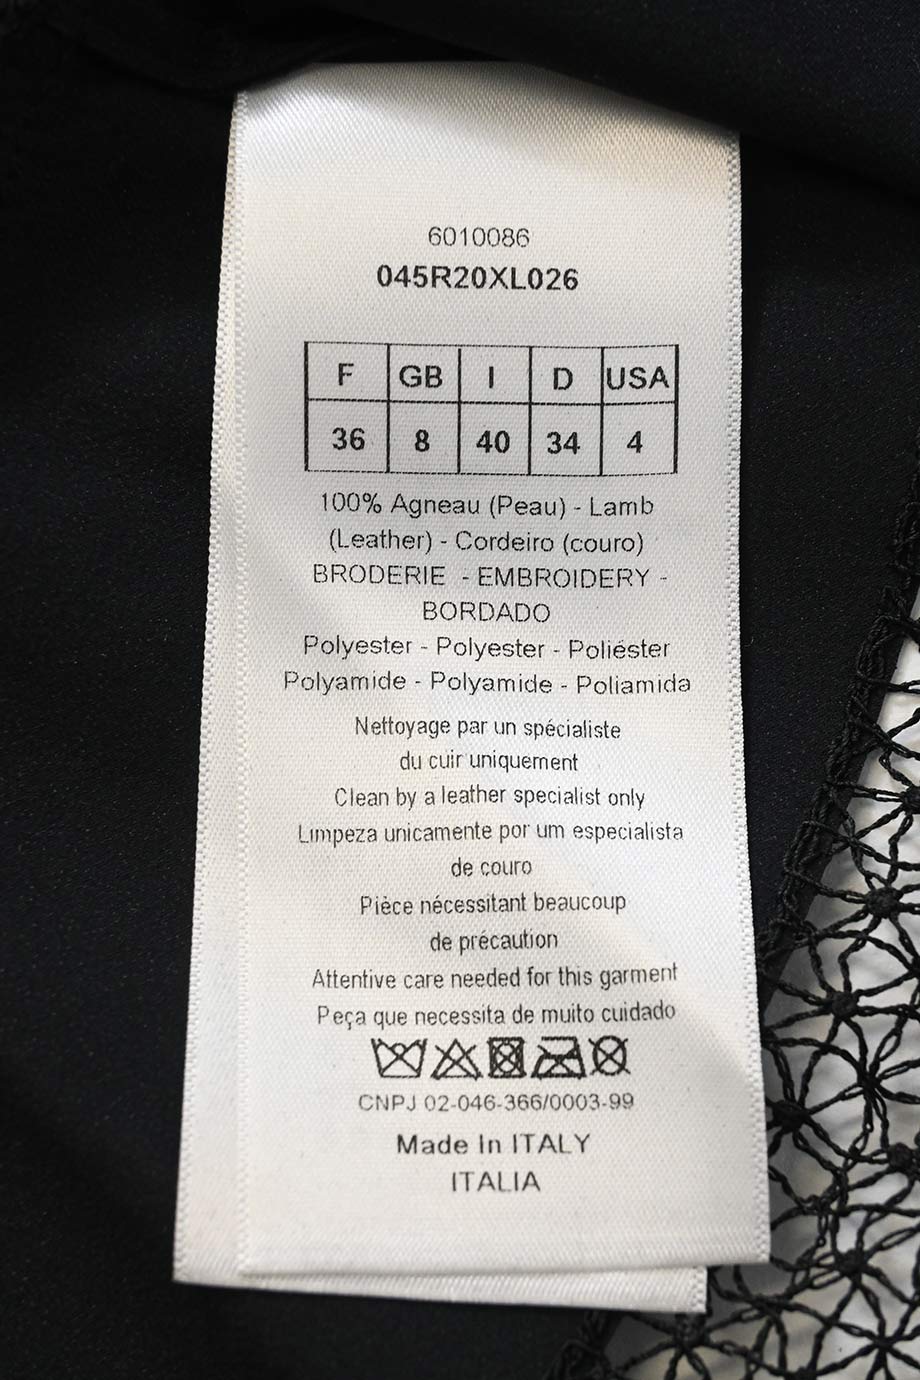 6010086
045R20XL026
F GB I D USA
36 8 40 34 4
100% Agneau (Peau) - Lamb
(Leather) - Cordeiro (couro)
BRODERIE - EMBROIDERY -
BORDADO
Polyester - Polyester - Poliéster
Polyamide - Polyamide - Poliamida
Nettoyage par un spécialiste
du cuir uniquement
Clean by a leather specialist only
Limpeza unicamente por um especialista
de couro
Pièce nécessitant beaucoup
de précaution
Attentive care needed for this garment
Peça que necessita de muito cuidado
CNPJ 02-046-366/0003-99
Made In ITALY
ITALIA